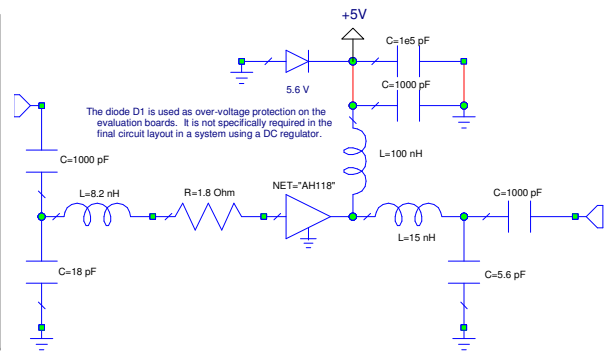 +5V
C=1e5 pF
5.6 V
C=1000 pF
The diode D1 is used as over-voltage protection on the
evaluation boards. It is not specifically required in the
final circuit layout in a system using a DC regulator.
C=1000 pF
L=100 nH
L=8.2 nH
R=1.8 Ohm
NET="AH118"
C=1000 pF
L=15 nH
C=18 pF
C=5.6 pF